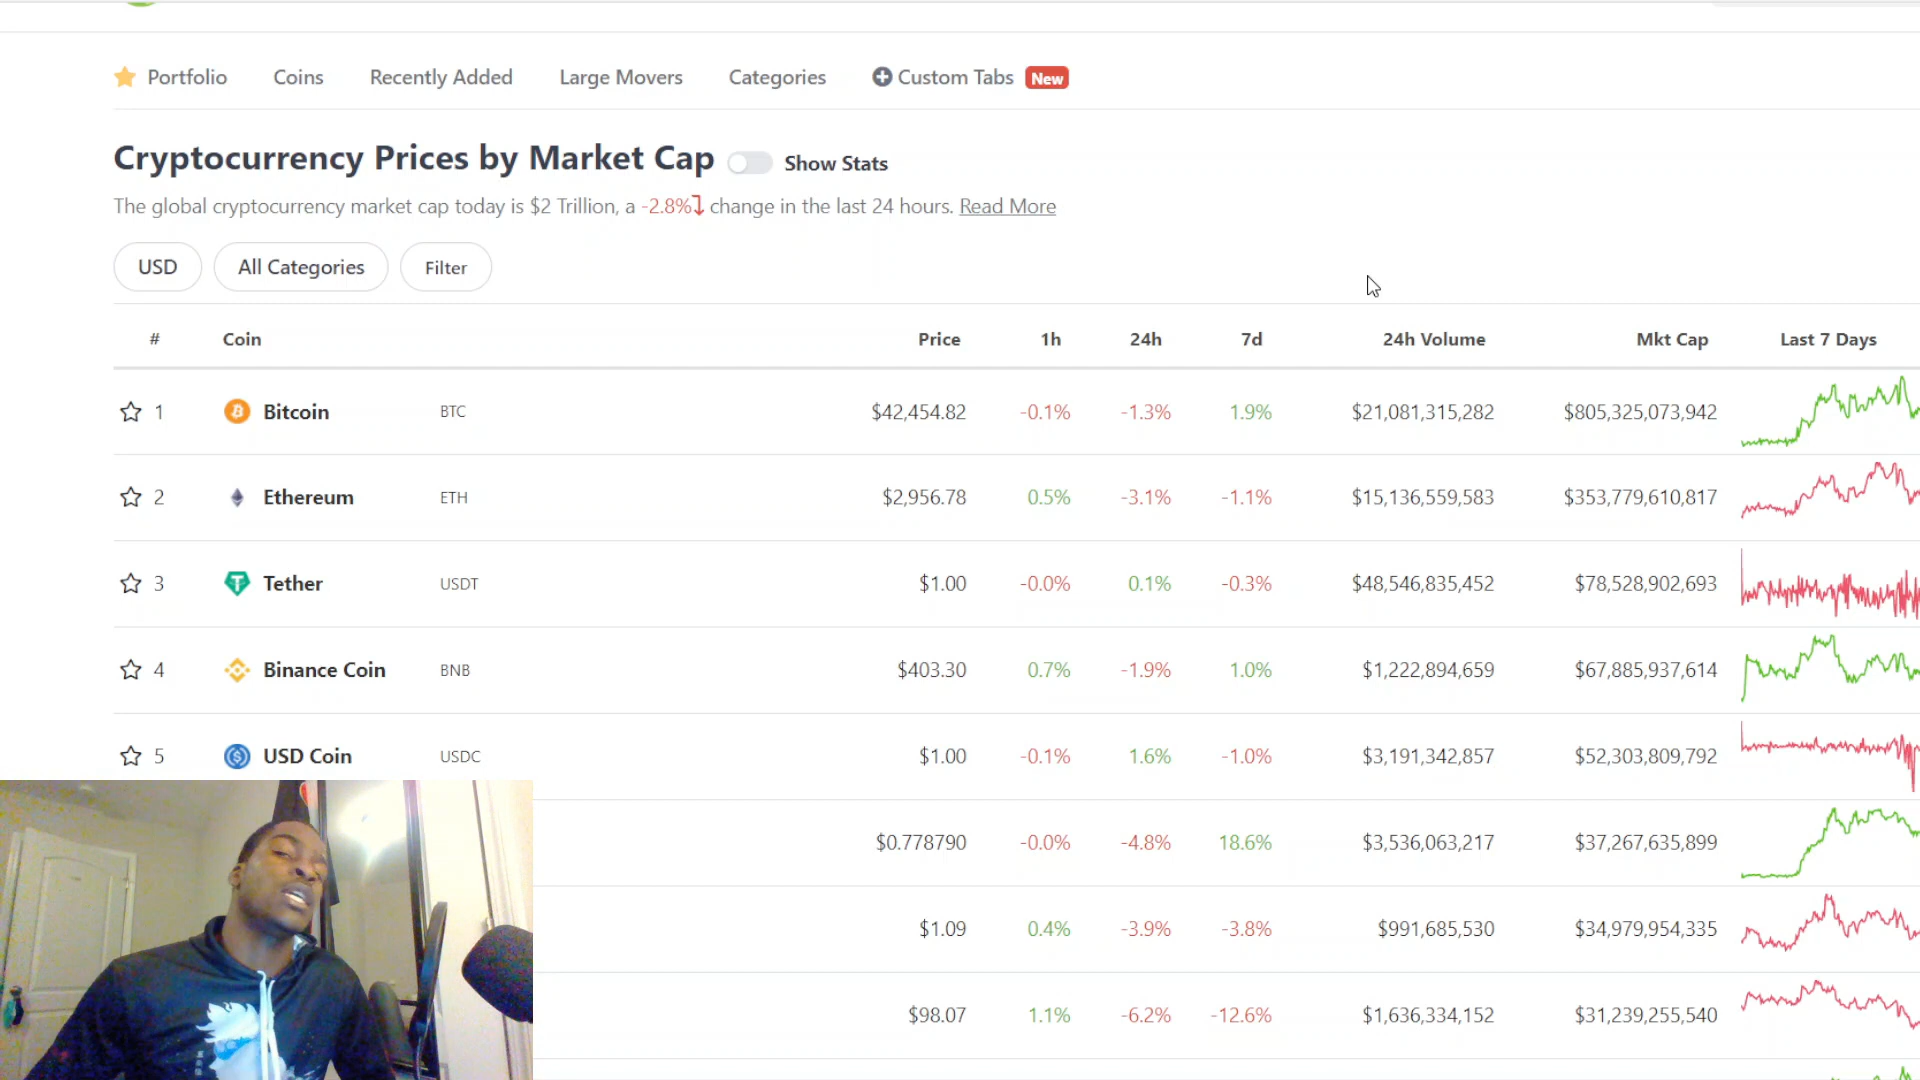 Portfolio Coins Recently Added Large Movers Categories Custom Tabs New
Cryptocurrency Prices by Market Cap Show Stats
The global cryptocurrency market cap today is $2 Trillion, a -2.8% change in the last 24 hours. Read More
USD All Categories Filter
# Coin Price 1h 24h 7d 24h Volume Mkt Cap Last 7 Days
1 Bitcoin BTC $42,454.82 -0.1% -1.3% 1.9% $21,081,315,282 $805,325,073,942
2 Ethereum ETH $2,956.78 0.5% -3.1% -1.1% $15,136,559,583 $353,779,610,817
3 Tether USDT $1.00 -0.0% 0.1% -0.3% $48,546,835,452 $78,528,902,693
4 Binance Coin BNB $403.30 0.7% -1.9% 1.0% $1,222,894,659 $67,885,937,614
5 USD Coin USDC $1.00 -0.1% 1.6% -1.0% $3,191,342,857 $52,303,809,792
$0.778790 -0.0% -4.8% 18.6% $3,536,063,217 $37,267,635,899
$1.09 0.4% -3.9% -3.8% $991,685,530 $34,979,954,335
$98.07 1.1% -6.2% -12.6% $1,636,334,152 $31,239,255,540